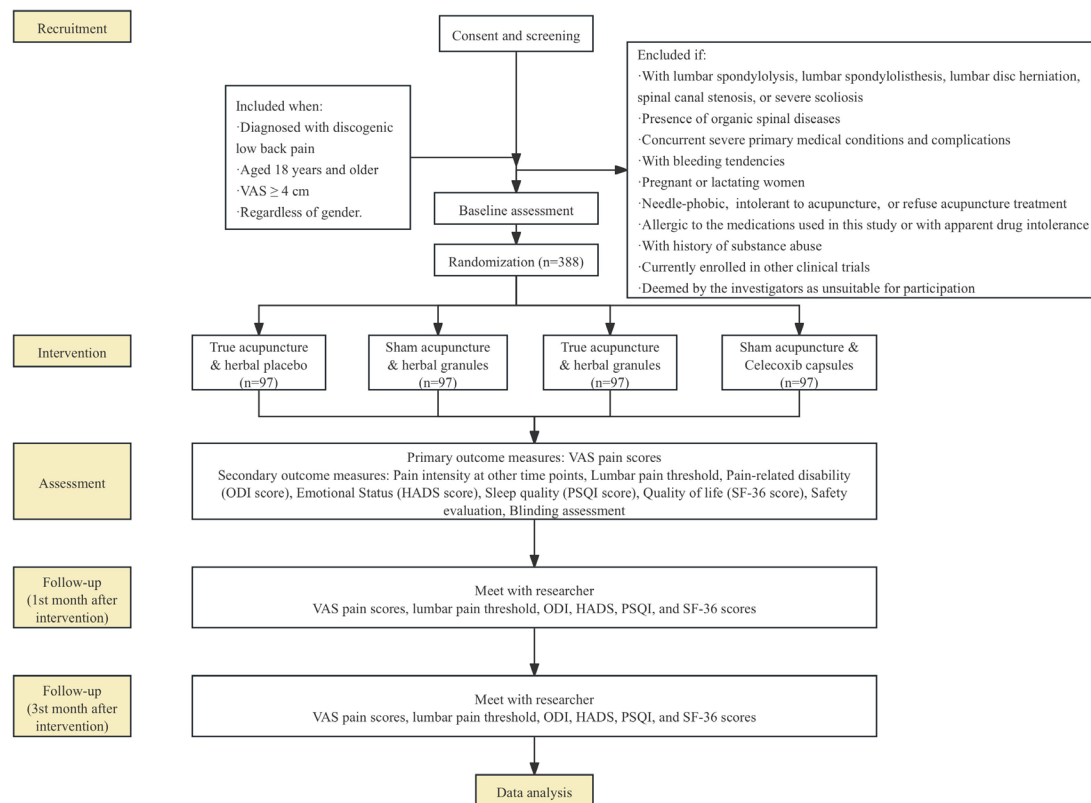 Recruitment
Consent and screening
Included when:
·Diagnosed with discogenic
low back pain
·Aged 18 years and older
·VAS ≥ 4 cm
·Regardless of gender.
Encluded if:
·With lumbar spondylolysis, lumbar spondylolisthesis, lumbar disc herniation,
spinal canal stenosis, or severe scoliosis
·Presence of organic spinal diseases
·Concurrent severe primary medical conditions and complications
·With bleeding tendencies
·Pregnant or lactating women
·Needle-phobic, intolerant to acupuncture, or refuse acupuncture treatment
·Allergic to the medications used in this study or with apparent drug intolerance
·With history of substance abuse
·Currently enrolled in other clinical trials
·Deemed by the investigators as unsuitable for participation
Baseline assessment
Randomization (n=388)
Intervention
True acupuncture
& herbal placebo
(n=97)
Sham acupuncture
& herbal granules
(n=97)
True acupuncture
& herbal granules
(n=97)
Sham acupuncture &
Celecoxib capsules
(n=97)
Assessment
Primary outcome measures: VAS pain scores
Secondary outcome measures: Pain intensity at other time points, Lumbar pain threshold, Pain-related disability
(ODI score), Emotional Status (HADS score), Sleep quality (PSQI score), Quality of life (SF-36 score), Safety
evaluation, Blinding assessment
Follow-up
(1st month after
intervention)
Meet with researcher
VAS pain scores, lumbar pain threshold, ODI, HADS, PSQI, and SF-36 scores
Follow-up
(3st month after
intervention)
Meet with researcher
VAS pain scores, lumbar pain threshold, ODI, HADS, PSQI, and SF-36 scores
Data analysis